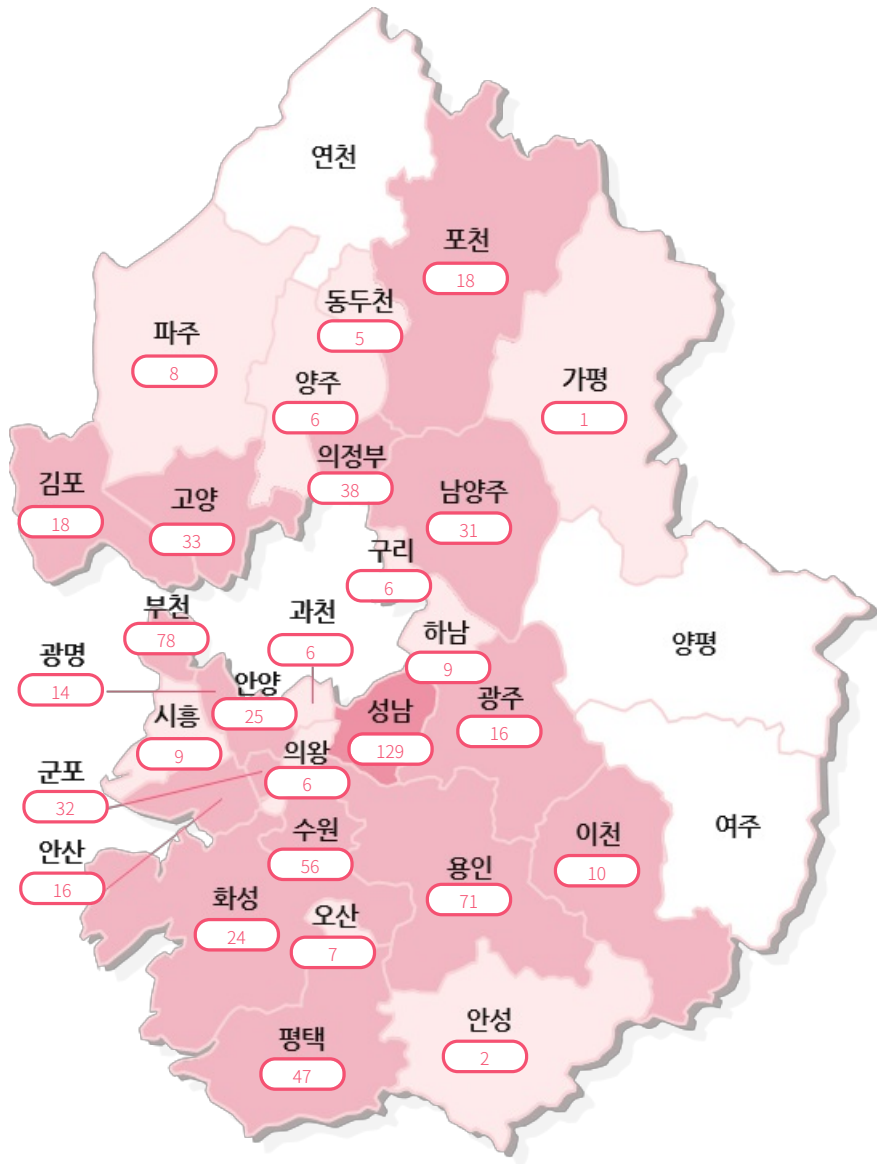 연천
포천
18
동두천
5
파주
8
양주
6
가평
1
의정부
38
김포
18
고양
33
남양주
31
구리
6
부천
78
과천
6
하남
9
양평
광명
14
안양
25
시흥
9
성남
129
광주
16
의왕
6
군포
32
수원
56
이천
10
여주
안산
16
용인
71
화성
24
오산
7
안성
2
평택
47